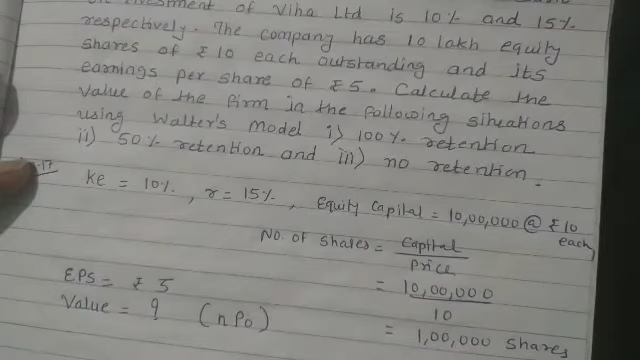 of Viha Ltd is 10% and 15%
respectively. The company has 10 lakh equity
shares of ₹10 each outstanding and its
earnings per share of ₹5. Calculate the
value of the firm in the following situations
using Walter's model i) 100% retention
ii) 50% retention and iii) no retention.
Ke = 10%, r = 15%, Equity Capital = 10,00,000 @ ₹10 each,
No. of Shares = Capital / Price
= 10,00,000 / 10
= 1,00,000 shares
EPS = ₹ 5
Value = ? (nP0)